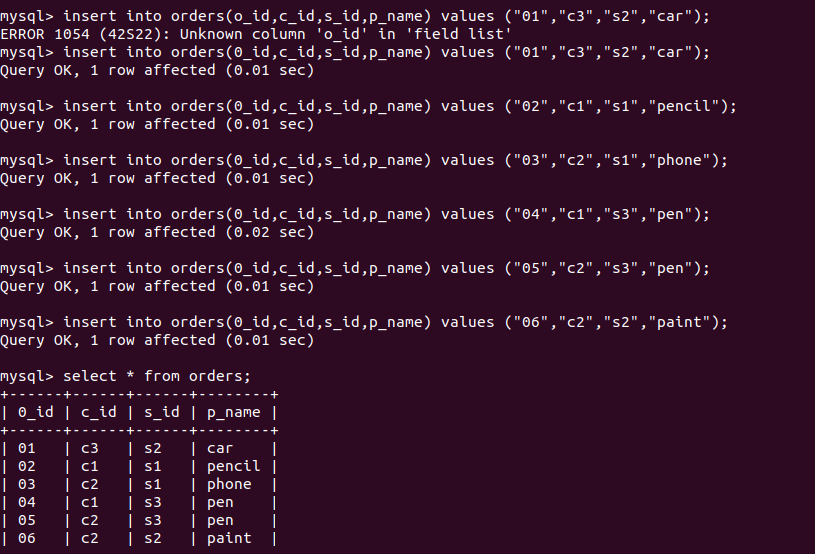 mysql> insert into orders(o_id,c_id,s_id,p_name) values ("01","c3","s2","car");
ERROR 1054 (42S22): Unknown column 'o_id' in 'field list'
mysql> insert into orders(0_id,c_id,s_id,p_name) values ("01","c3","s2","car");
Query OK, 1 row affected (0.01 sec)

mysql> insert into orders(0_id,c_id,s_id,p_name) values ("02","c1","s1","pencil");
Query OK, 1 row affected (0.01 sec)

mysql> insert into orders(0_id,c_id,s_id,p_name) values ("03","c2","s1","phone");
Query OK, 1 row affected (0.01 sec)

mysql> insert into orders(0_id,c_id,s_id,p_name) values ("04","c1","s3","pen");
Query OK, 1 row affected (0.02 sec)

mysql> insert into orders(0_id,c_id,s_id,p_name) values ("05","c2","s3","pen");
Query OK, 1 row affected (0.01 sec)

mysql> insert into orders(0_id,c_id,s_id,p_name) values ("06","c2","s2","paint");
Query OK, 1 row affected (0.01 sec)

mysql> select * from orders;
+------+------+------+--------+
| 0_id | c_id | s_id | p_name |
+------+------+------+--------+
| 01   | c3   | s2   | car    |
| 02   | c1   | s1   | pencil |
| 03   | c2   | s1   | phone  |
| 04   | c1   | s3   | pen    |
| 05   | c2   | s3   | pen    |
| 06   | c2   | s2   | paint  |